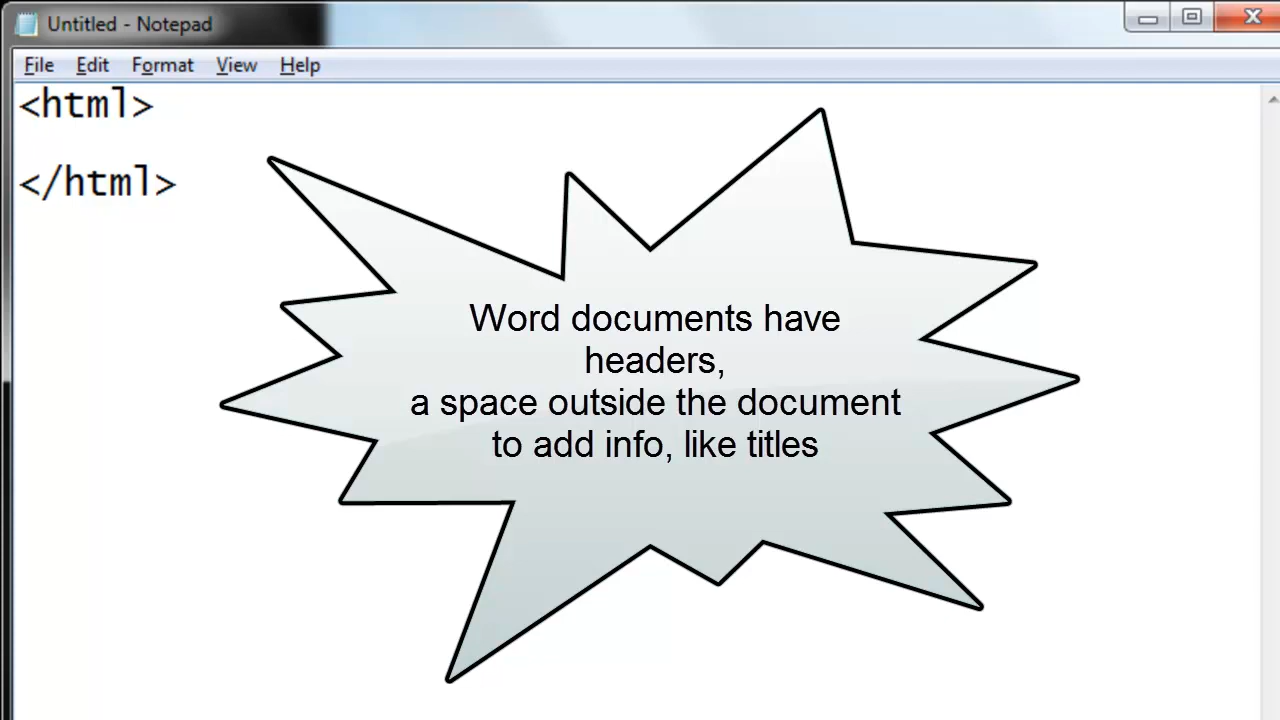 Untitled - Notepad
File Edit Format View Help
<html>
</html>
Word documents have
headers,
a space outside the document
to add info, like titles